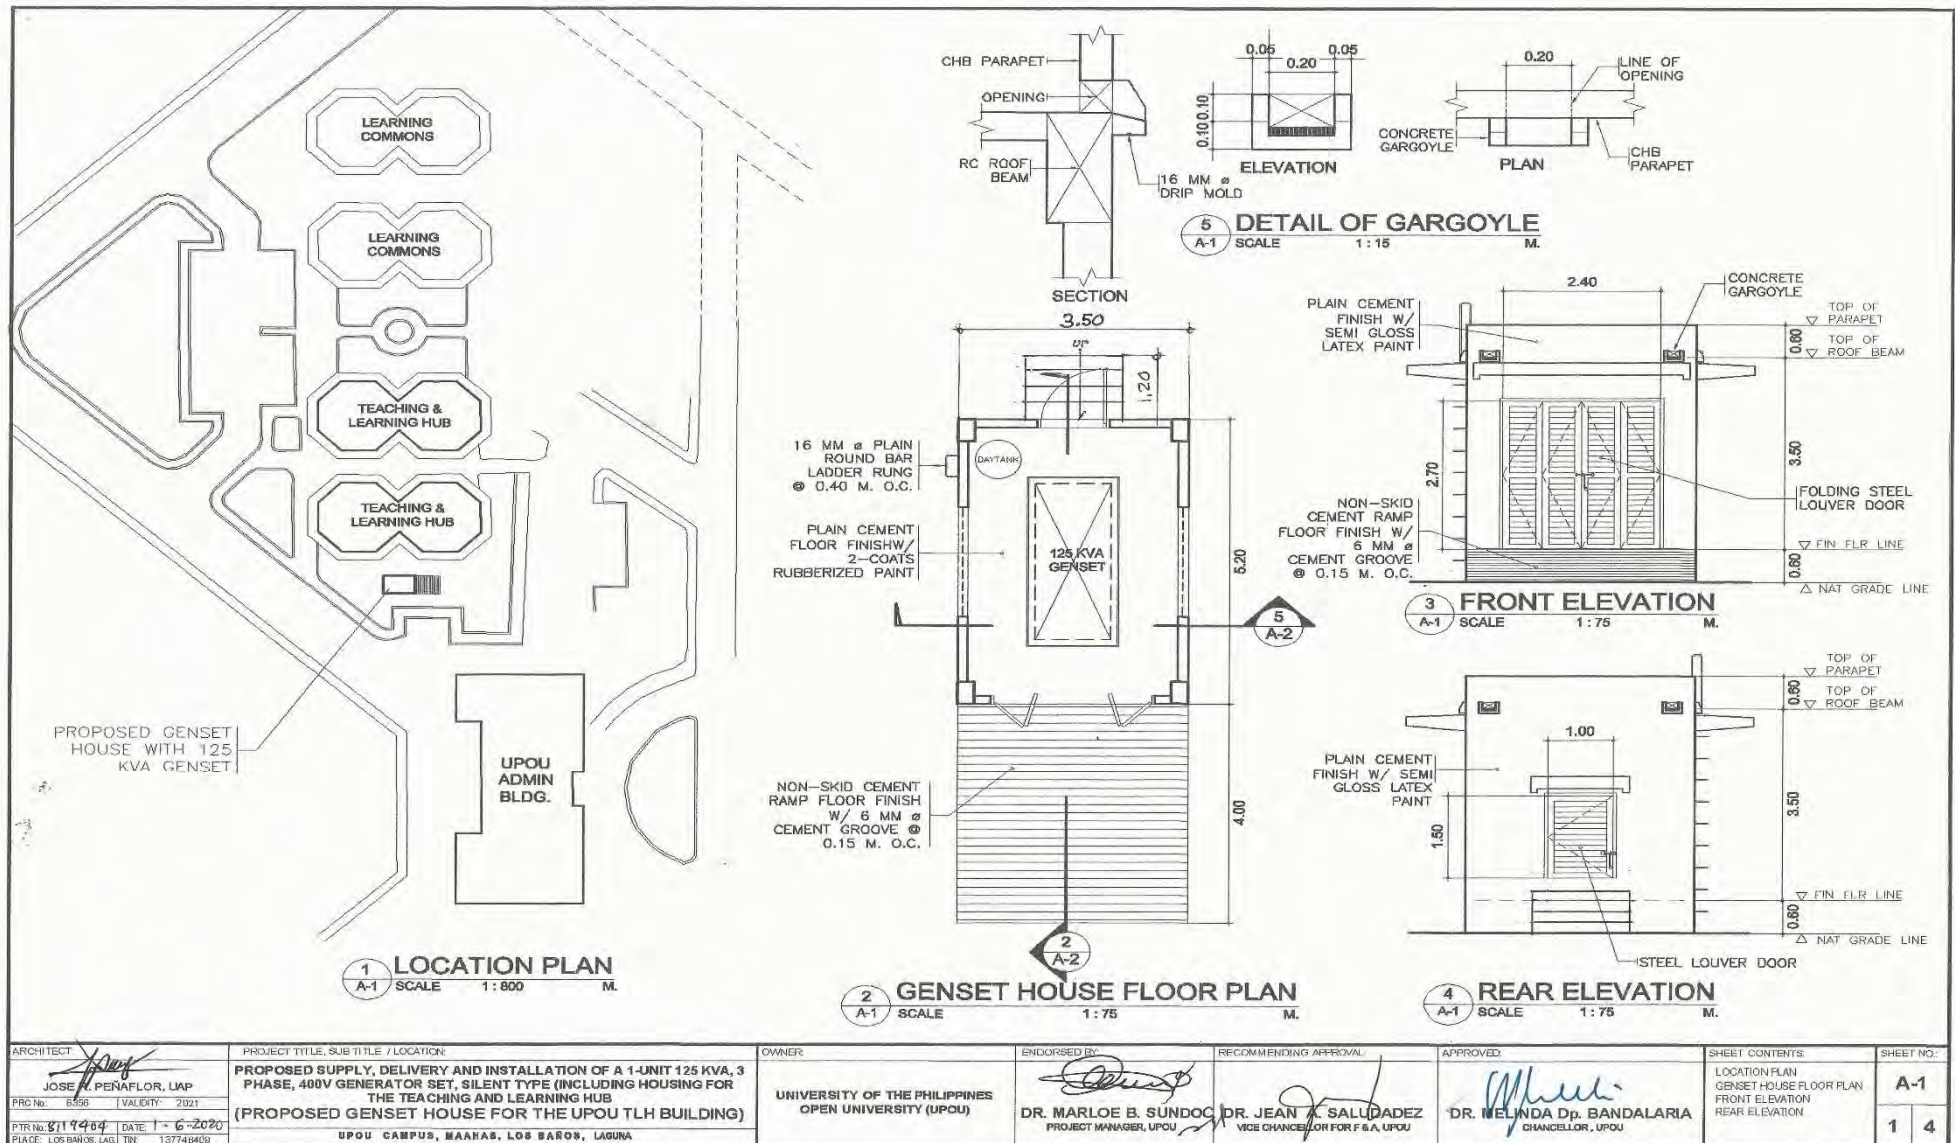 LEARNING
COMMONS
LEARNING
COMMONS
TEACHING &
LEARNING HUB
TEACHING &
LEARNING HUB
PROPOSED GENSET
HOUSE WITH 125
KVA GENSET
UPOU
ADMIN
BLDG.
1
A-1
LOCATION PLAN
SCALE 1:800 M.
CHB PARAPET
OPENING
RC ROOF
BEAM
16 MM ø
DRIP MOLD
SECTION
0.05 0.05
0.20
0.10
0.10
ELEVATION
0.20
LINE OF
OPENING
CONCRETE
GARGOYLE
CHB
PARAPET
PLAN
5
A-1
DETAIL OF GARGOYLE
SCALE 1:15 M.
3.50
UP
1.20
16 MM ø PLAIN
ROUND BAR
LADDER RUNG
@ 0.40 M. O.C.
DAYTANK
PLAIN CEMENT
FLOOR FINISHW/
2-COATS
RUBBERIZED PAINT
125 KVA
GENSET
5.20
5
A-2
NON-SKID CEMENT
RAMP FLOOR FINISH
W/ 6 MM ø
CEMENT GROOVE @
0.15 M. O.C.
4.00
2
A-2
2
A-1
GENSET HOUSE FLOOR PLAN
SCALE 1:75 M.
2.40
CONCRETE
GARGOYLE
PLAIN CEMENT
FINISH W/
SEMI GLOSS
LATEX PAINT
TOP OF
PARAPET
0.60
TOP OF
ROOF BEAM
2.70
3.50
FOLDING STEEL
LOUVER DOOR
NON-SKID
CEMENT RAMP
FLOOR FINISH W/
6 MM ø
CEMENT GROOVE
@ 0.15 M. O.C.
FIN FLR LINE
0.60
NAT GRADE LINE
3
A-1
FRONT ELEVATION
SCALE 1:75 M.
TOP OF
PARAPET
0.60
TOP OF
ROOF BEAM
1.00
PLAIN CEMENT
FINISH W/ SEMI
GLOSS LATEX
PAINT
1.50
3.50
FIN FLR LINE
0.60
NAT GRADE LINE
STEEL LOUVER DOOR
4
A-1
REAR ELEVATION
SCALE 1:75 M.
ARCHITECT
JOSE R. PEÑAFLOR, UAP
PRC No: 6356 VALIDITY: 2021
PTR No: 8119404 DATE: 1-6-2020
PLACE: LOS BAÑOS, LAG TIN: 137746409
PROJECT TITLE, SUB TITLE / LOCATION:
PROPOSED SUPPLY, DELIVERY AND INSTALLATION OF A 1-UNIT 125 KVA, 3
PHASE, 400V GENERATOR SET, SILENT TYPE (INCLUDING HOUSING FOR
THE TEACHING AND LEARNING HUB
(PROPOSED GENSET HOUSE FOR THE UPOU TLH BUILDING)
UPOU CAMPUS, MAAHAS, LOS BAÑOS, LAGUNA
OWNER:
UNIVERSITY OF THE PHILIPPINES
OPEN UNIVERSITY (UPOU)
ENDORSED BY:
DR. MARLOE B. SUNDOC
PROJECT MANAGER, UPOU
RECOMMENDING APPROVAL
DR. JEAN A. SALUDADEZ
VICE CHANCELLOR FOR F & A, UPOU
APPROVED:
DR. MELINDA Dp. BANDALARIA
CHANCELLOR, UPOU
SHEET CONTENTS:
LOCATION PLAN
GENSET HOUSE FLOOR PLAN
FRONT ELEVATION
REAR ELEVATION
SHEET NO.:
A-1
1 4